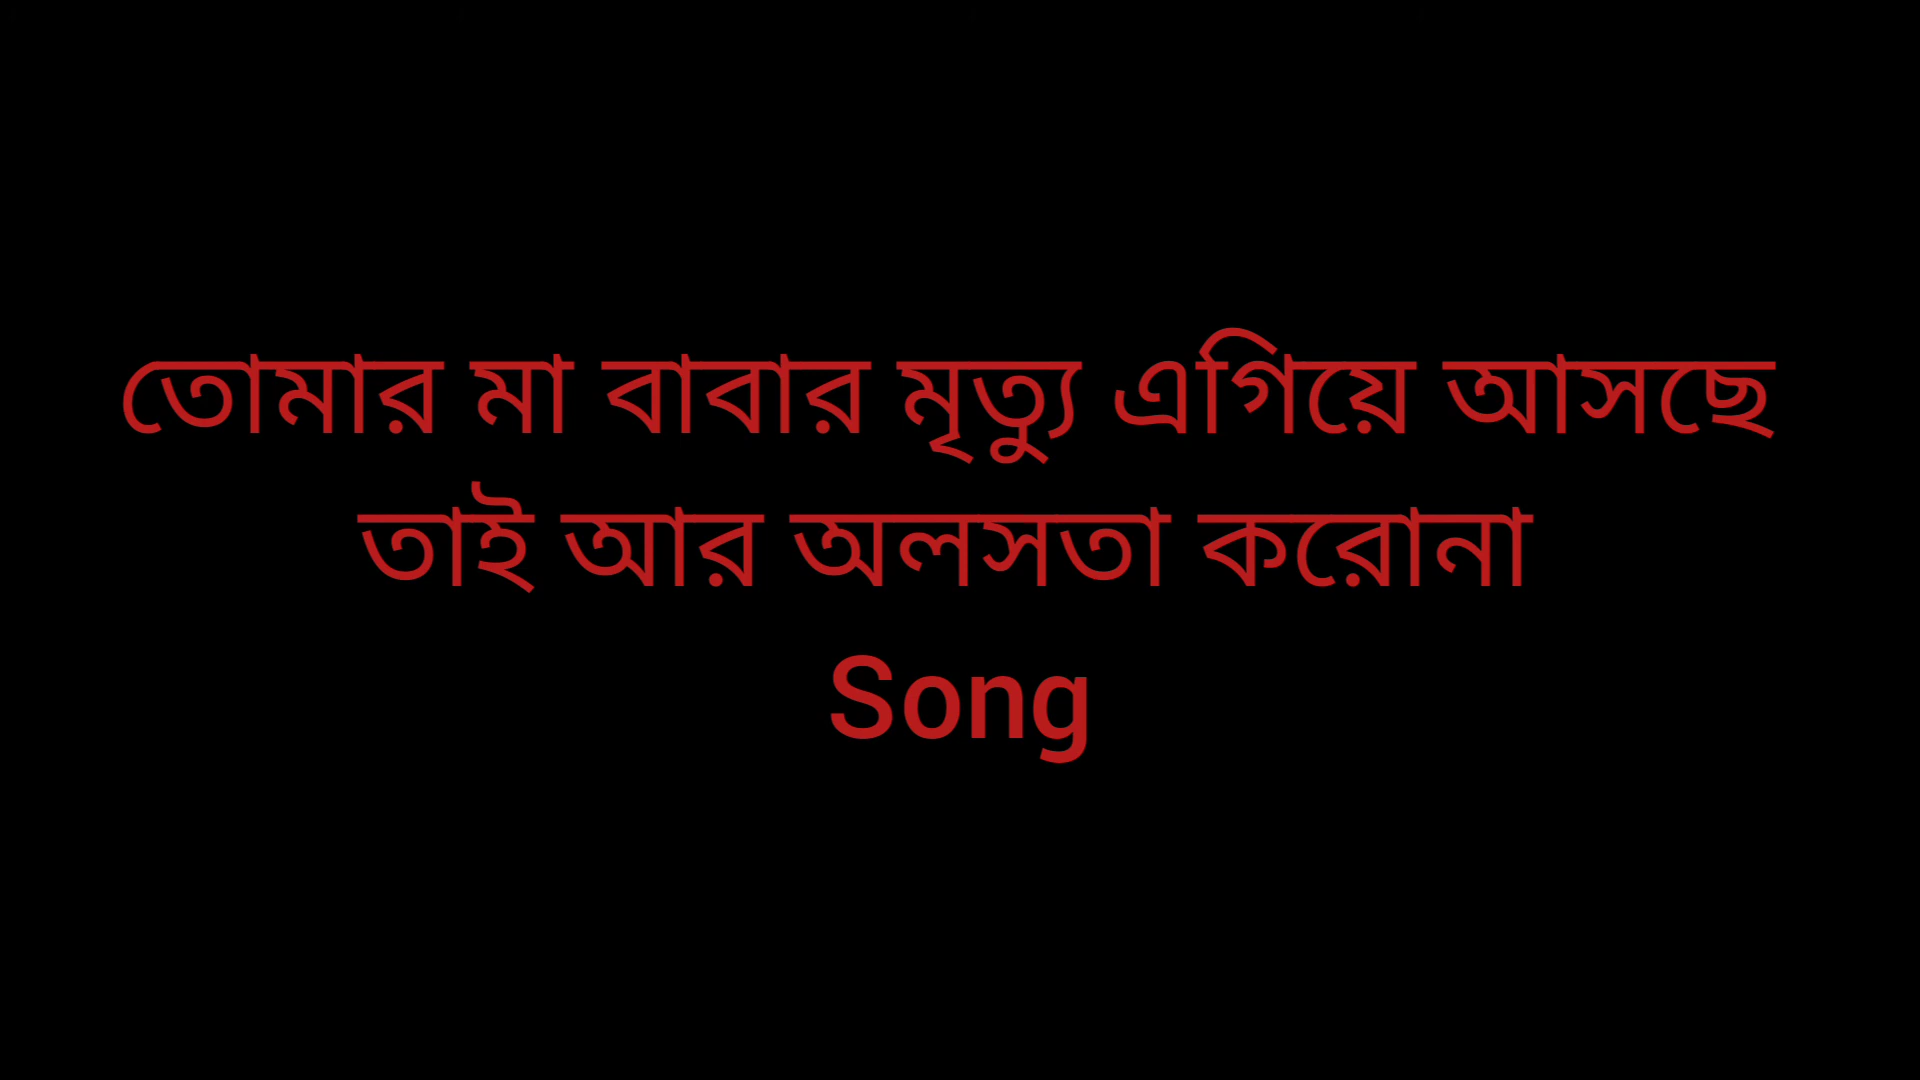 তোমার মা বাবার মৃত্যু এগিয়ে আসছে
তাই আর অলসতা করোনা
Song